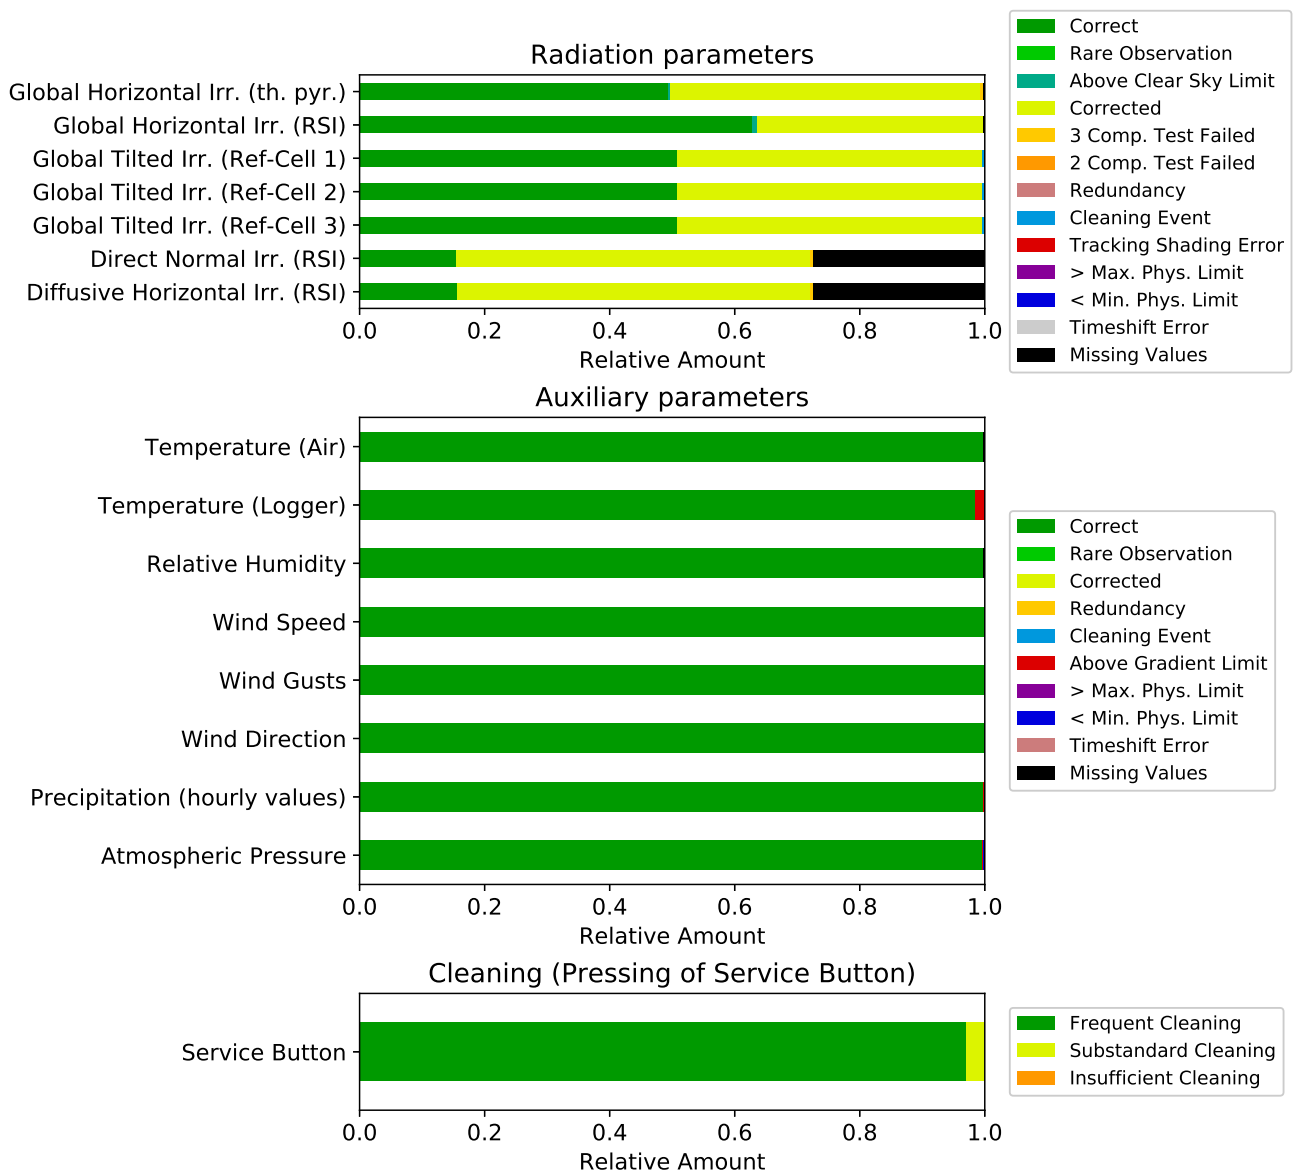 Radiation parameters
Global Horizontal Irr. (th. pyr.)
Global Horizontal Irr. (RSI)
Global Tilted Irr. (Ref-Cell 1)
Global Tilted Irr. (Ref-Cell 2)
Global Tilted Irr. (Ref-Cell 3)
Direct Normal Irr. (RSI)
Diffusive Horizontal Irr. (RSI)
0.0 0.2 0.4 0.6 0.8 1.0
Relative Amount
Correct
Rare Observation
Above Clear Sky Limit
Corrected
3 Comp. Test Failed
2 Comp. Test Failed
Redundancy
Cleaning Event
Tracking Shading Error
> Max. Phys. Limit
< Min. Phys. Limit
Timeshift Error
Missing Values
Auxiliary parameters
Temperature (Air)
Temperature (Logger)
Relative Humidity
Wind Speed
Wind Gusts
Wind Direction
Precipitation (hourly values)
Atmospheric Pressure
0.0 0.2 0.4 0.6 0.8 1.0
Relative Amount
Correct
Rare Observation
Corrected
Redundancy
Cleaning Event
Above Gradient Limit
> Max. Phys. Limit
< Min. Phys. Limit
Timeshift Error
Missing Values
Cleaning (Pressing of Service Button)
Service Button
0.0 0.2 0.4 0.6 0.8 1.0
Relative Amount
Frequent Cleaning
Substandard Cleaning
Insufficient Cleaning